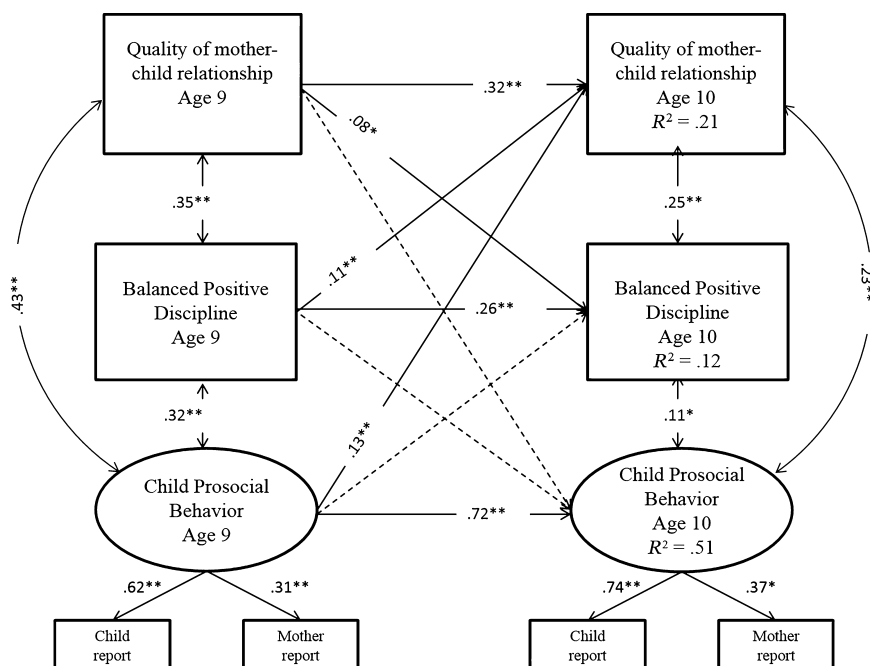 Quality of mother-
child relationship
Age 9
Quality of mother-
child relationship
Age 10
R² = .21
.32**
.08*
.35**
.25**
.43**
.23**
Balanced Positive
Discipline
Age 9
.11**
.26**
Balanced Positive
Discipline
Age 10
R² = .12
.32**
.13**
.11*
Child Prosocial
Behavior
Age 9
.72**
Child Prosocial
Behavior
Age 10
R² = .51
.62**
.31**
.74**
.37*
Child
report
Mother
report
Child
report
Mother
report